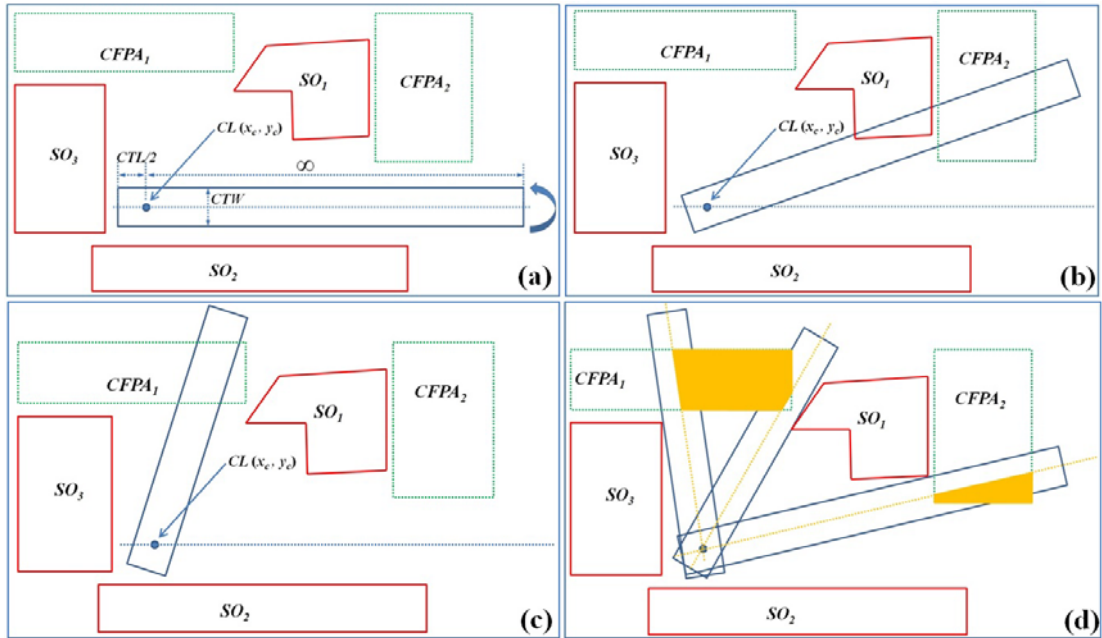 CFPA1
SO1
CFPA2
CL (xc, yc)
SO3
CTL/2
∞
CTW
SO2
(a)
CFPA1
SO1
CFPA2
CL (xc, yc)
SO3
SO2
(b)
CFPA1
CFPA2
SO1
CL (xc, yc)
SO3
SO2
(c)
CFPA1
CFPA2
SO1
SO3
SO2
(d)